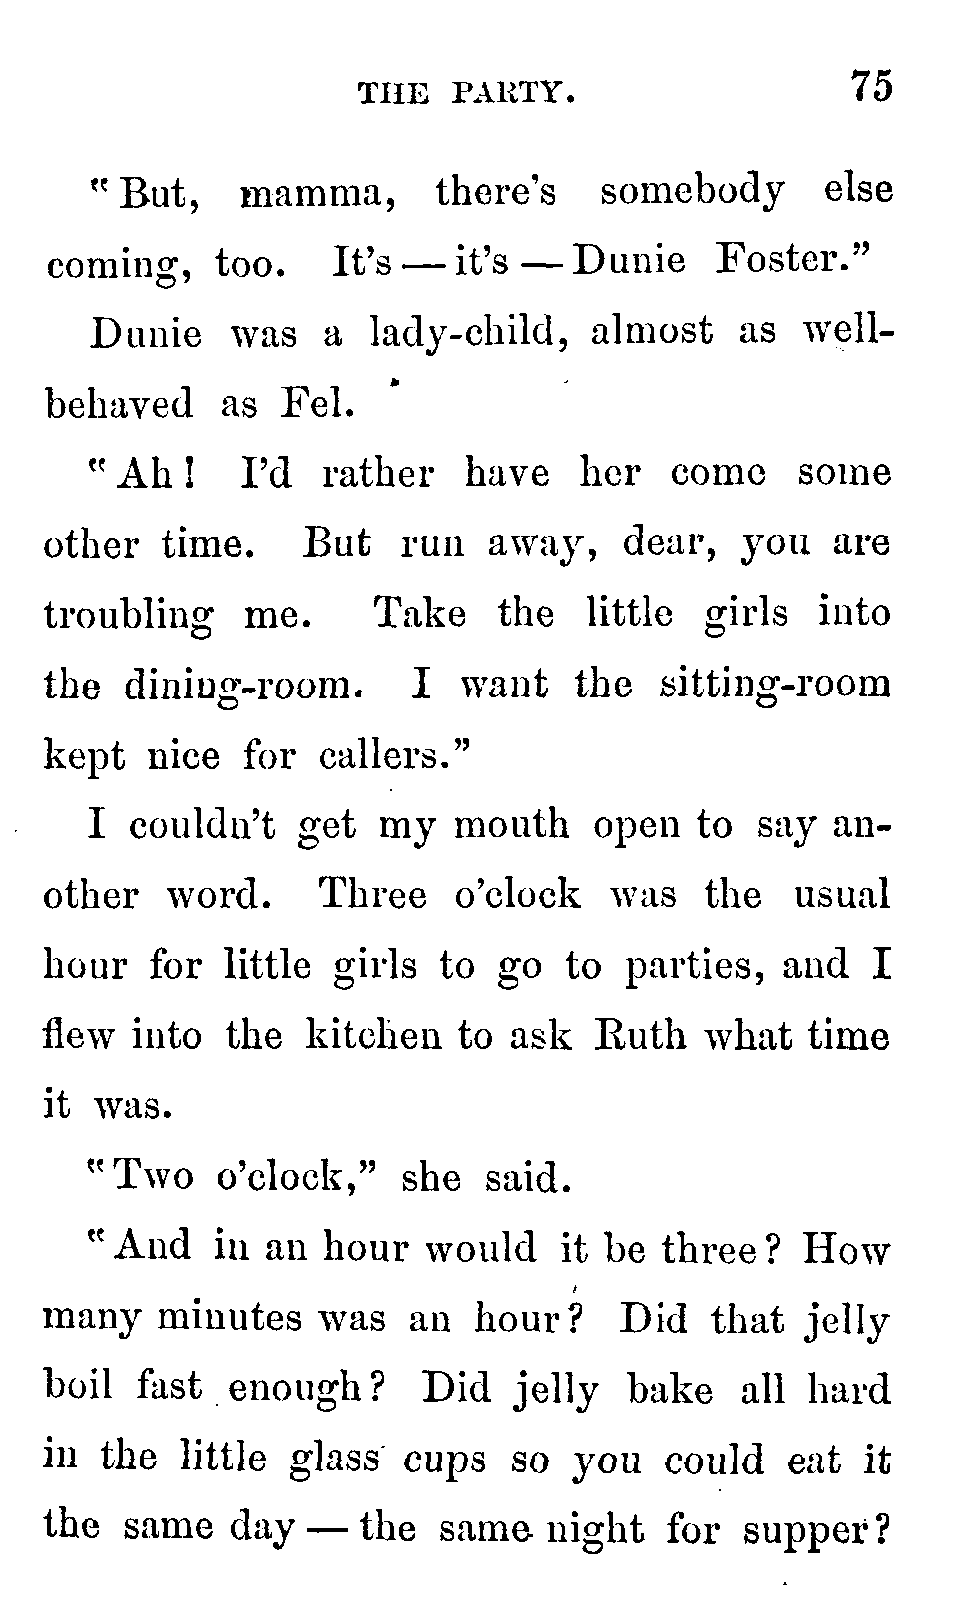 THE PARTY. 75
"But, mamma, there's somebody else
coming, too. It's — it's — Dunie Foster."
Dunie was a lady-child, almost as well-
behaved as Fel.
"Ah! I'd rather have her come some
other time. But run away, dear, you are
troubling me. Take the little girls into
the dining-room. I want the sitting-room
kept nice for callers."
I couldn't get my mouth open to say an-
other word. Three o'clock was the usual
hour for little girls to go to parties, and I
flew into the kitchen to ask Ruth what time
it was.
"Two o'clock," she said.
"And in an hour would it be three? How
many minutes was an hour? Did that jelly
boil fast enough? Did jelly bake all hard
in the little glass cups so you could eat it
the same day — the same night for supper?